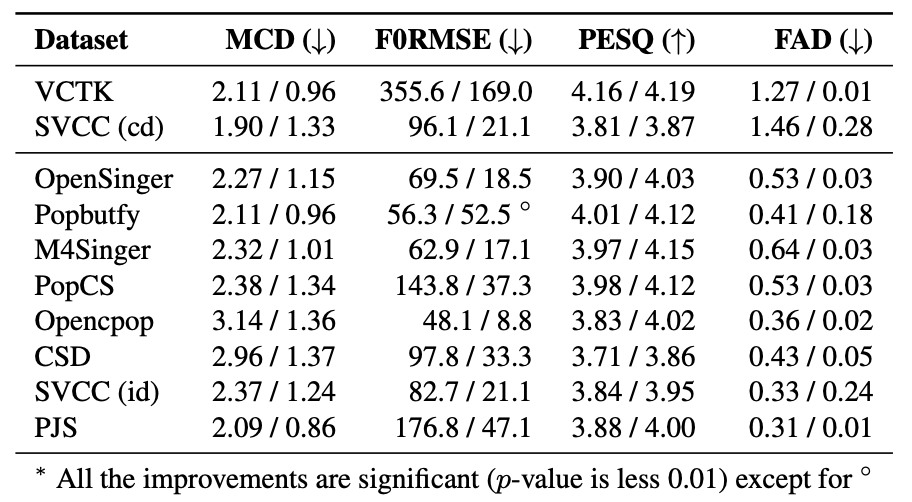 Dataset MCD (↓) F0RMSE (↓) PESQ (↑) FAD (↓)
VCTK 2.11 / 0.96 355.6 / 169.0 4.16 / 4.19 1.27 / 0.01
SVCC (cd) 1.90 / 1.33 96.1 / 21.1 3.81 / 3.87 1.46 / 0.28
OpenSinger 2.27 / 1.15 69.5 / 18.5 3.90 / 4.03 0.53 / 0.03
Popbutfy 2.11 / 0.96 56.3 / 52.5 ° 4.01 / 4.12 0.41 / 0.18
M4Singer 2.32 / 1.01 62.9 / 17.1 3.97 / 4.15 0.64 / 0.03
PopCS 2.38 / 1.34 143.8 / 37.3 3.98 / 4.12 0.53 / 0.03
Opencpop 3.14 / 1.36 48.1 / 8.8 3.83 / 4.02 0.36 / 0.02
CSD 2.96 / 1.37 97.8 / 33.3 3.71 / 3.86 0.43 / 0.05
SVCC (id) 2.37 / 1.24 82.7 / 21.1 3.84 / 3.95 0.33 / 0.24
PJS 2.09 / 0.86 176.8 / 47.1 3.88 / 4.00 0.31 / 0.01
* All the improvements are significant (p-value is less 0.01) except for °